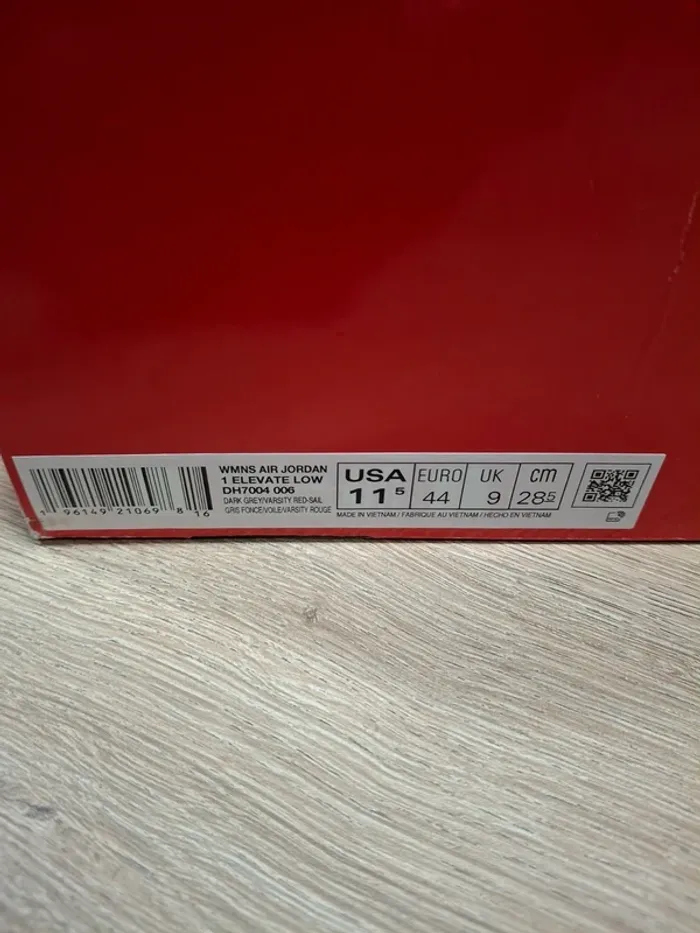 WMNS AIR JORDAN
1 ELEVATE LOW
DH7004 006
DARK GREY/VARSITY RED-SAIL
GRIS FONCE/VOILE/VARSITY ROUGE
1 96149 21069 8 16
USA EURO UK cm
11 5 44 9 28.5
MADE IN VIETNAM / FABRIQUE AU VIETNAM / HECHO EN VIETNAM